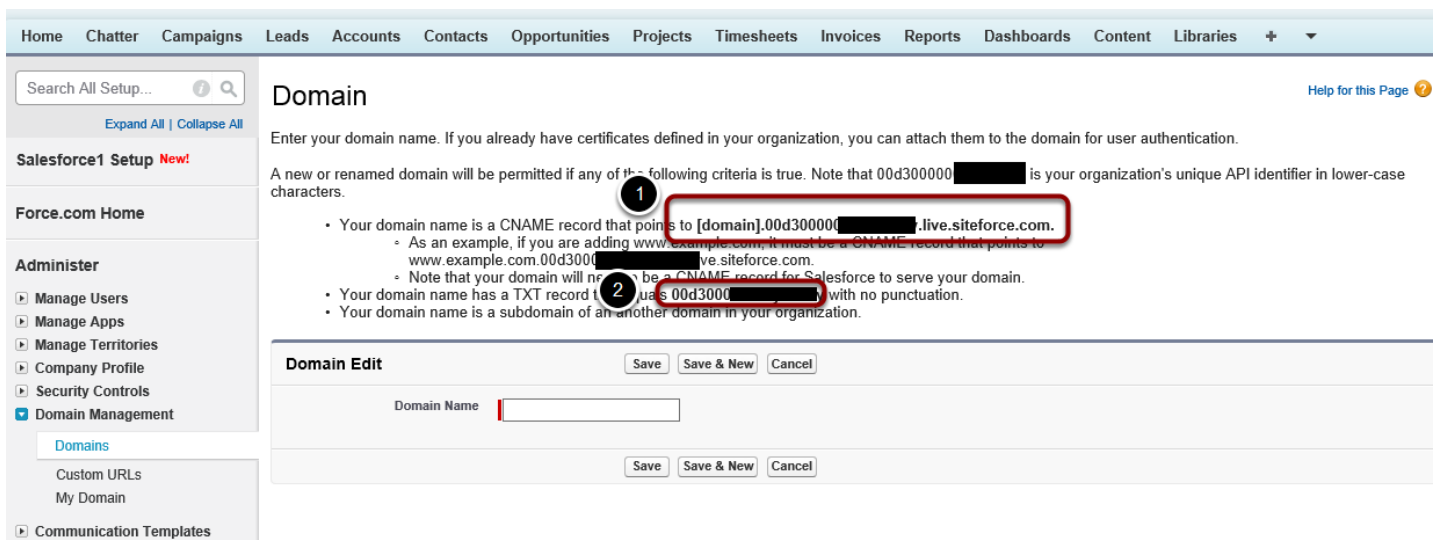 Home Chatter Campaigns Leads Accounts Contacts Opportunities Projects Timesheets Invoices Reports Dashboards Content Libraries +
Search All Setup...
Expand All | Collapse All
Salesforce1 Setup New!
Force.com Home
Administer
Manage Users
Manage Apps
Manage Territories
Company Profile
Security Controls
Domain Management
Domains
Custom URLs
My Domain
Communication Templates
Domain
Help for this Page ?
Enter your domain name. If you already have certificates defined in your organization, you can attach them to the domain for user authentication.
A new or renamed domain will be permitted if any of the following criteria is true. Note that 00d300000 is your organization's unique API identifier in lower-case
characters.
1
• Your domain name is a CNAME record that points to [domain].00d300000 .live.siteforce.com.
◦ As an example, if you are adding www.example.com, it must be a CNAME record that points to
www.example.com.00d3000 ve.siteforce.com.
◦ Note that your domain will be a CNAME record for Salesforce to serve your domain.
2
• Your domain name has a TXT record 00d3000 with no punctuation.
• Your domain name is a subdomain of an another domain in your organization.
Domain Edit Save Save & New Cancel
Domain Name
Save Save & New Cancel